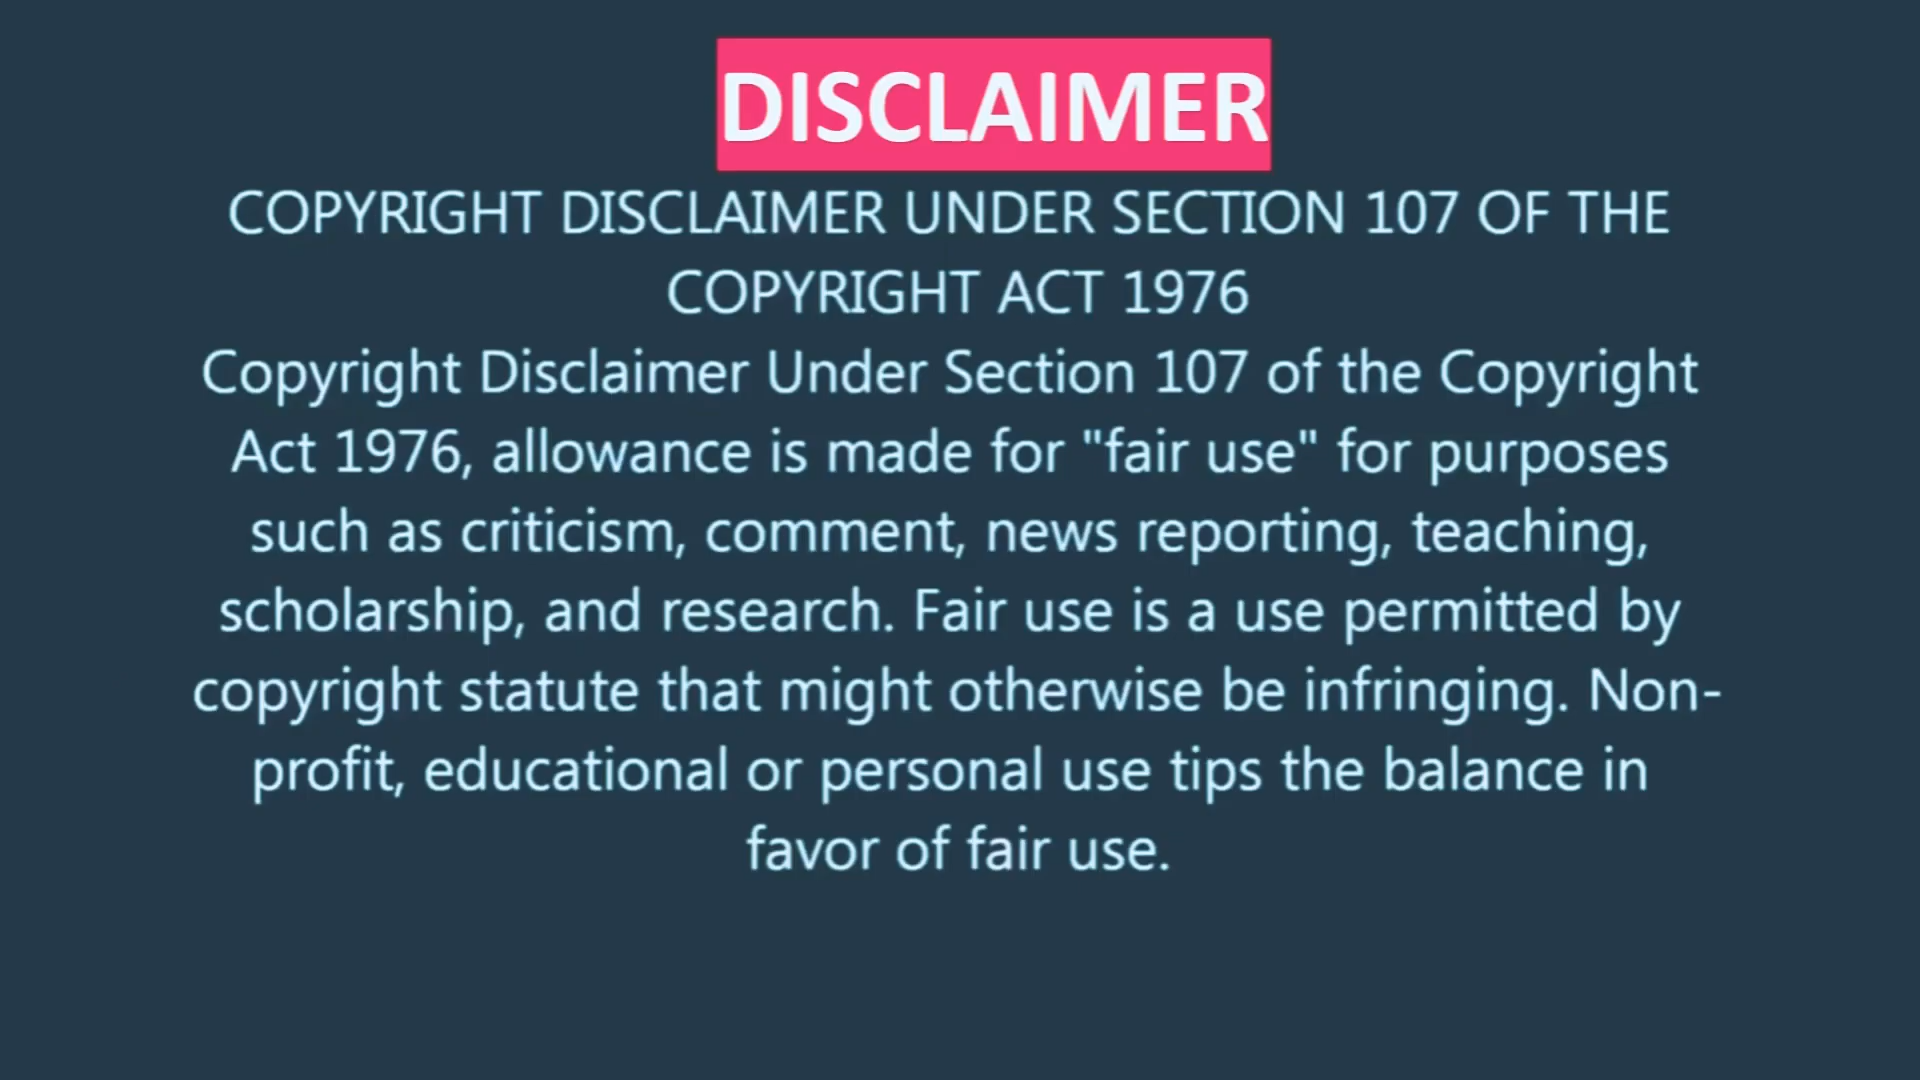 DISCLAIMER
COPYRIGHT DISCLAIMER UNDER SECTION 107 OF THE
COPYRIGHT ACT 1976
Copyright Disclaimer Under Section 107 of the Copyright
Act 1976, allowance is made for "fair use" for purposes
such as criticism, comment, news reporting, teaching,
scholarship, and research. Fair use is a use permitted by
copyright statute that might otherwise be infringing. Non-
profit, educational or personal use tips the balance in
favor of fair use.